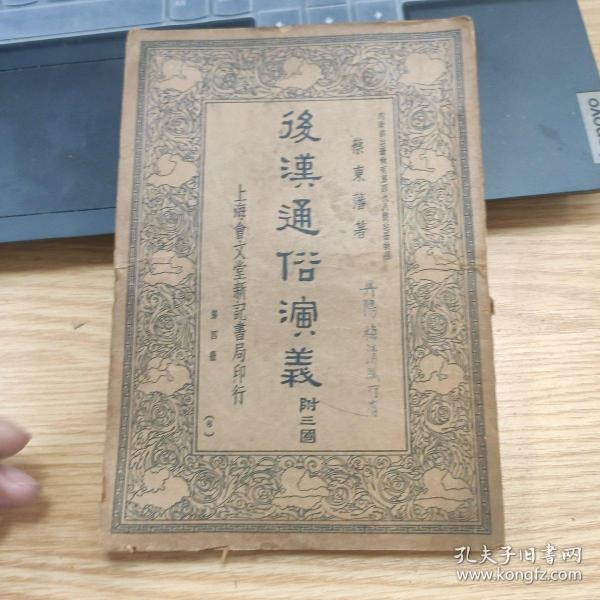 蔡東藩著
後漢通俗演義
附三國
上海會文堂新記書局印行
第四冊
lenovo
孔夫子旧书网
www.kongfz.com